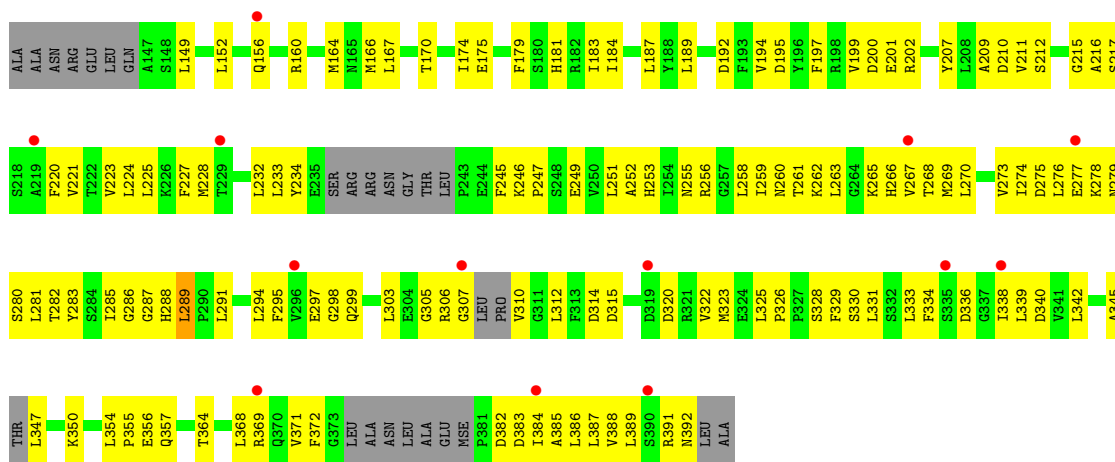 ALA ALA ASN ARG GLU LEU GLN A147 S148 L149 L152 Q156 R160 M164 N165 M166 L167 T170 I174 E175 F179 S180 H181 R182 I183 I184 L187 Y188 L189 D192 F193 V194 D195 Y196 F197 R198 V199 D200 E201 R202 Y207 L208 A209 D210 V211 S212 G215 A216 S217
S218 A219 F220 V221 T222 V223 L224 L225 K226 F227 M228 T229 L232 L233 Y234 E235 SER ARG ARG ASN GLY THR LEU P243 E244 F245 K246 P247 S248 E249 V250 L251 A252 H253 I254 N255 R256 G257 L258 I259 N260 T261 K262 L263 G264 K265 H266 V267 T268 M269 L270 V273 I274 D275 L276 E277 K278
S280 L281 T282 Y283 S284 I285 G286 G287 H288 L289 P290 L291 L294 F295 V296 E297 G298 Q299 L303 E304 G305 R306 G307 LEU PRO V310 G311 L312 F313 D314 D315 D319 D320 R321 V322 M323 E324 L325 P326 P327 S328 F329 S330 L331 S332 L333 F334 S335 D336 G337 I338 L339 D340 V341 L342 A345
THR L347 K350 L354 P355 E356 Q357 T364 L368 R369 Q370 V371 F372 G373 LEU ALA ASN LEU ALA GLU MSE P381 D382 D383 I384 A385 L386 L387 V388 L389 S390 R391 N392 LEU ALA